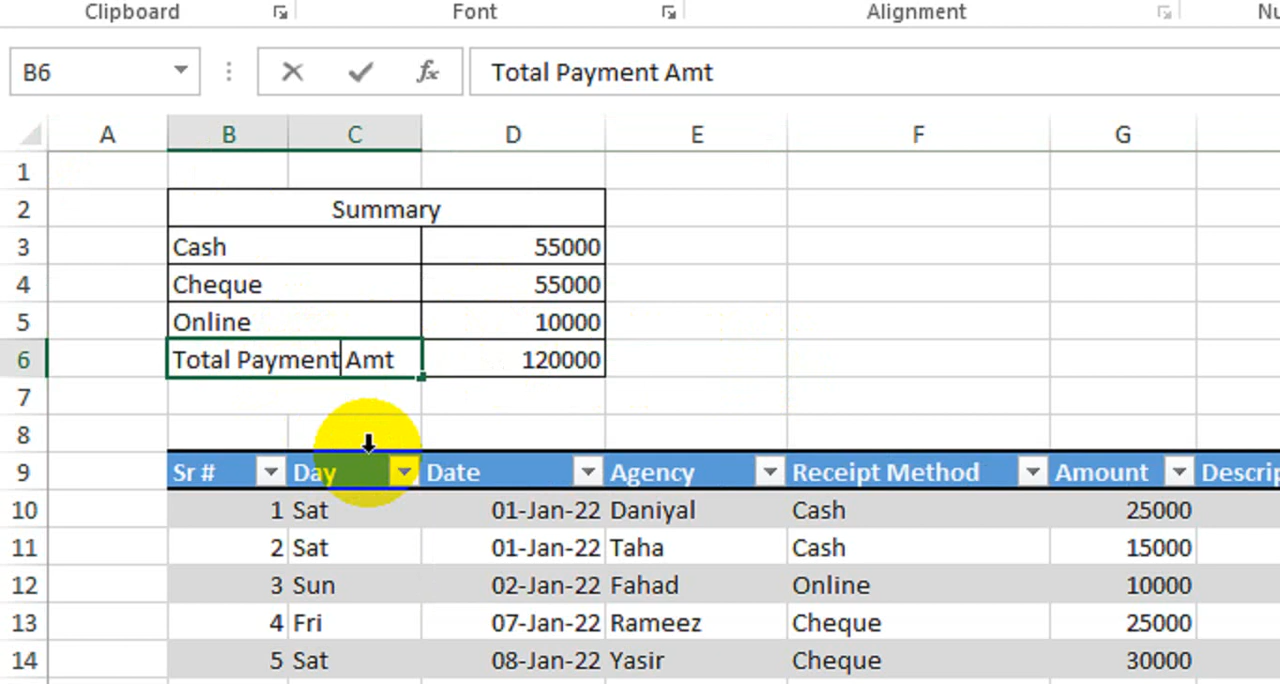 Clipboard Font Alignment
B6 fx Total Payment Amt
A B C D E F G
1
2 Summary
3 Cash 55000
4 Cheque 55000
5 Online 10000
6 Total Payment Amt 120000
7
8
9 Sr # Day Date Agency Receipt Method Amount
10 1 Sat 01-Jan-22 Daniyal Cash 25000
11 2 Sat 01-Jan-22 Taha Cash 15000
12 3 Sun 02-Jan-22 Fahad Online 10000
13 4 Fri 07-Jan-22 Rameez Cheque 25000
14 5 Sat 08-Jan-22 Yasir Cheque 30000